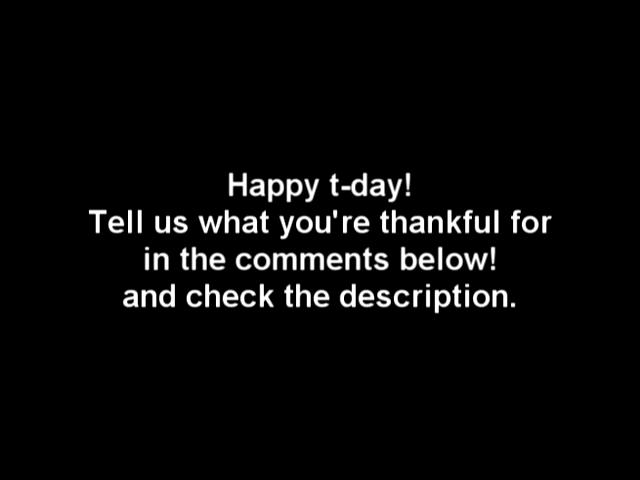 Happy t-day!
Tell us what you're thankful for
in the comments below!
and check the description.